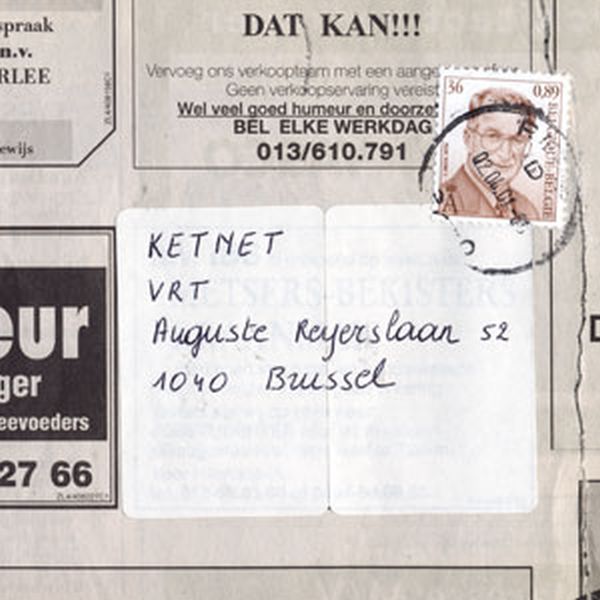 spraak
n.v.
RLEE
ewijs
DAT KAN!!!
Vervoeg ons verkoopteam met een aange
Geen verkoopservaring vereist
Wel veel goed humeur en doorze
BEL ELKE WERKDAG
013/610.791
36 0,89
BELGIQUE-BELGIE
KETNET
VRT
Auguste Reyerslaan 52
1040 Brussel
eur
ger
eevoeders
27 66
D